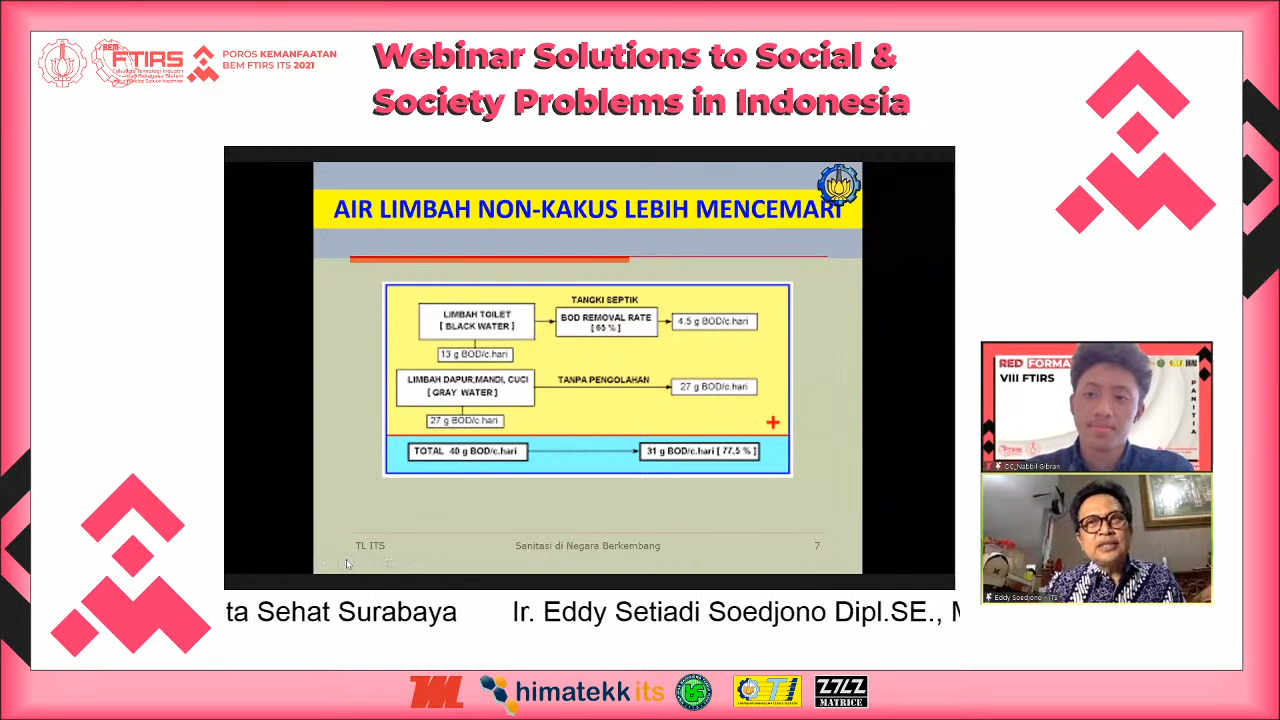 BEM
FTIRS
POROS KEMANFAATAN
BEM FTIRS ITS 2021
Webinar Solutions to Social &
Society Problems in Indonesia
AIR LIMBAH NON-KAKUS LEBIH MENCEMARI
TANGKI SEPTIK
LIMBAH TOILET
[ BLACK WATER ]
BOD REMOVAL RATE
[ 65 % ]
4.5 g BOD/c.hari
13 g BOD/c.hari
LIMBAH DAPUR,MANDI, CUCI
[ GRAY WATER ]
TANPA PENGOLAHAN
27 g BOD/c.hari
27 g BOD/c.hari
+
TOTAL 40 g BOD/c.hari
31 g BOD/c.hari [ 77.5 % ]
TL ITS
Sanitasi di Negara Berkembang
7
RED FORMA
VIII FTIRS
PANITIA
CC_Nabbil Gibran
Eddy Soedjono - ITS
ta Sehat Surabaya
Ir. Eddy Setiadi Soedjono Dipl.SE., M
himatekk its
MATRICE